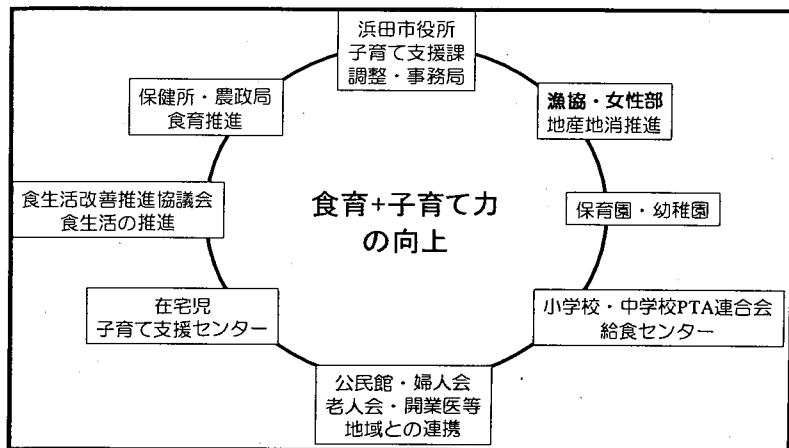 浜田市役所
子育て支援課
調整・事務局
保健所・農政局
食育推進
漁協・女性部
地産地消推進
食生活改善推進協議会
食生活の推進
食育+子育て力
の向上
保育園・幼稚園
在宅児
子育て支援センター
小学校・中学校PTA連合会
給食センター
公民館・婦人会
老人会・開業医等
地域との連携